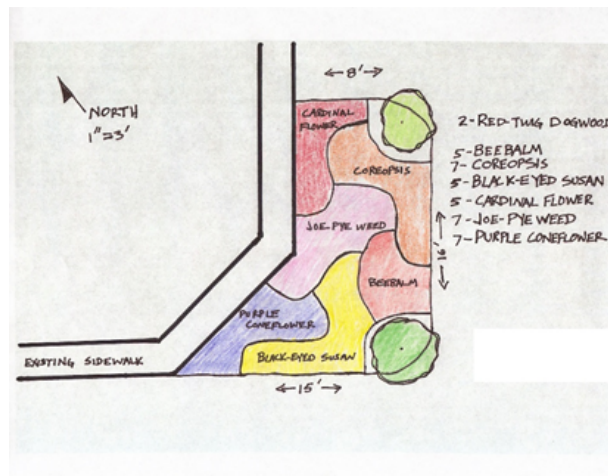 NORTH
1"=3'
← 8' →
CARDINAL
FLOWER
COREOPSIS
JOE-PYE WEED
BEEBALM
PURPLE
CONEFLOWER
BLACK-EYED SUSAN
EXISTING SIDEWALK
← 15' →
← 16' →
2-RED-TWIG DOGWOOD
5-BEEBALM
7-COREOPSIS
5-BLACK-EYED SUSAN
5-CARDINAL FLOWER
7-JOE-PYE WEED
7-PURPLE CONEFLOWER